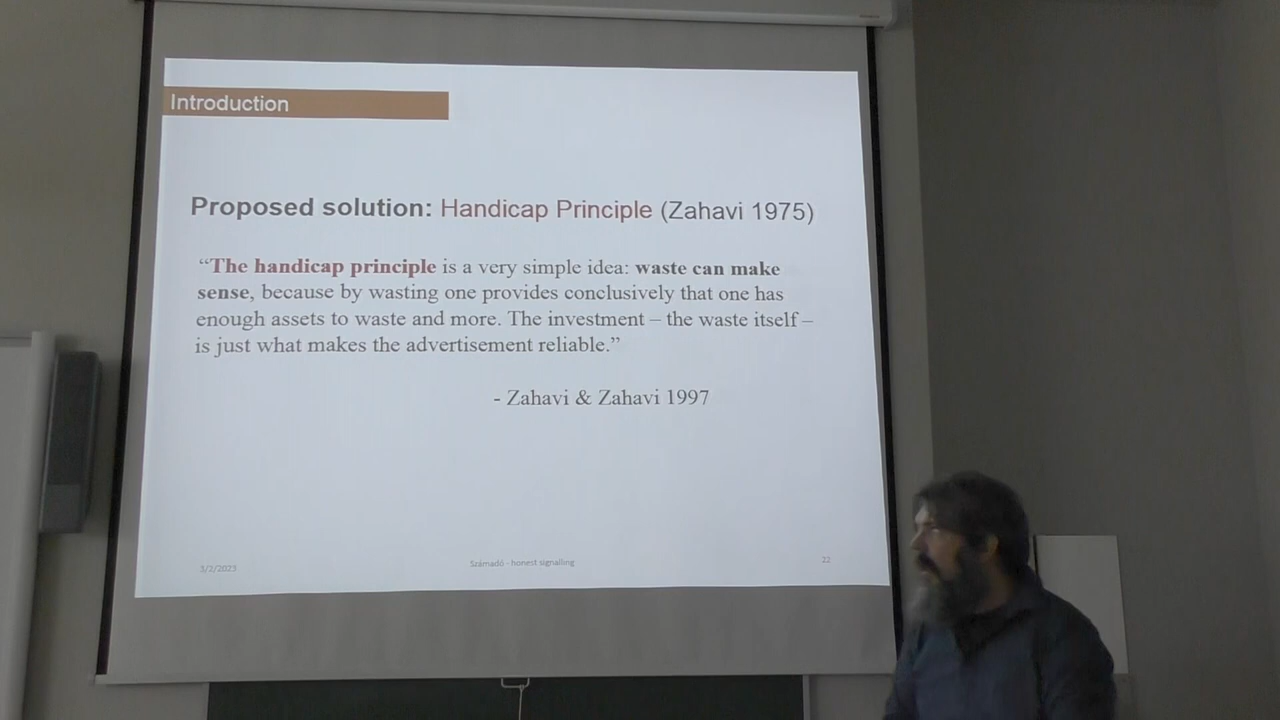 Introduction
Proposed solution: Handicap Principle (Zahavi 1975)
“The handicap principle is a very simple idea: waste can make
sense, because by wasting one provides conclusively that one has
enough assets to waste and more. The investment – the waste itself –
is just what makes the advertisement reliable.”
- Zahavi & Zahavi 1997
3/2/2023
Számadó - honest signalling
22